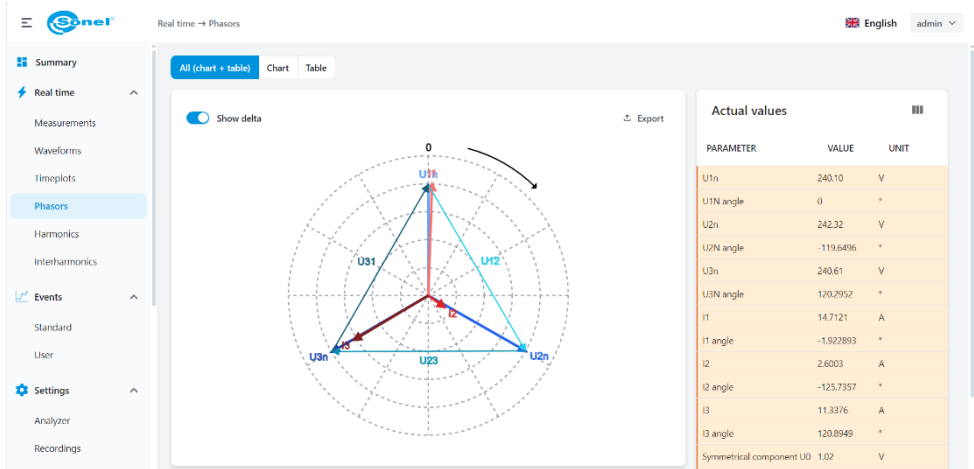 Sonel®
Real time → Phasors
English
admin
Summary
Real time
Measurements
Waveforms
Timeplots
Phasors
Harmonics
Interharmonics
Events
Standard
User
Settings
Analyzer
Recordings
All (chart + table) Chart Table
Show delta
Export
0
U1n
U31
U12
I2
I3
U3n
U23
U2n
Actual values
PARAMETER VALUE UNIT
U1n 240.10 V
U1N angle 0 °
U2n 242.32 V
U2N angle -119.6496 °
U3n 240.61 V
U3N angle 120.2952 °
I1 14.7121 A
I1 angle -1.922893 °
I2 2.6003 A
I2 angle -125.7357 °
I3 11.3376 A
I3 angle 120.8949 °
Symmetrical component U0 1.02 V